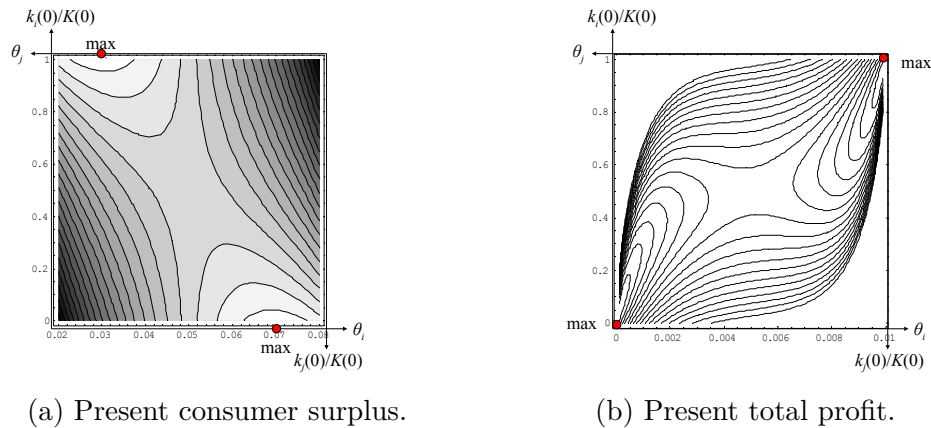 k_i(0)/K(0)
θ_j
max
1
0.8
0.6
0.4
0.2
0
0.02 0.03 0.04 0.05 0.06 0.07 0.08
θ_i
max
k_j(0)/K(0)
(a) Present consumer surplus.
k_i(0)/K(0)
θ_j
max
1
0.8
0.6
0.4
0.2
max
0
0 0.002 0.004 0.006 0.008 0.01
θ_i
k_j(0)/K(0)
(b) Present total profit.